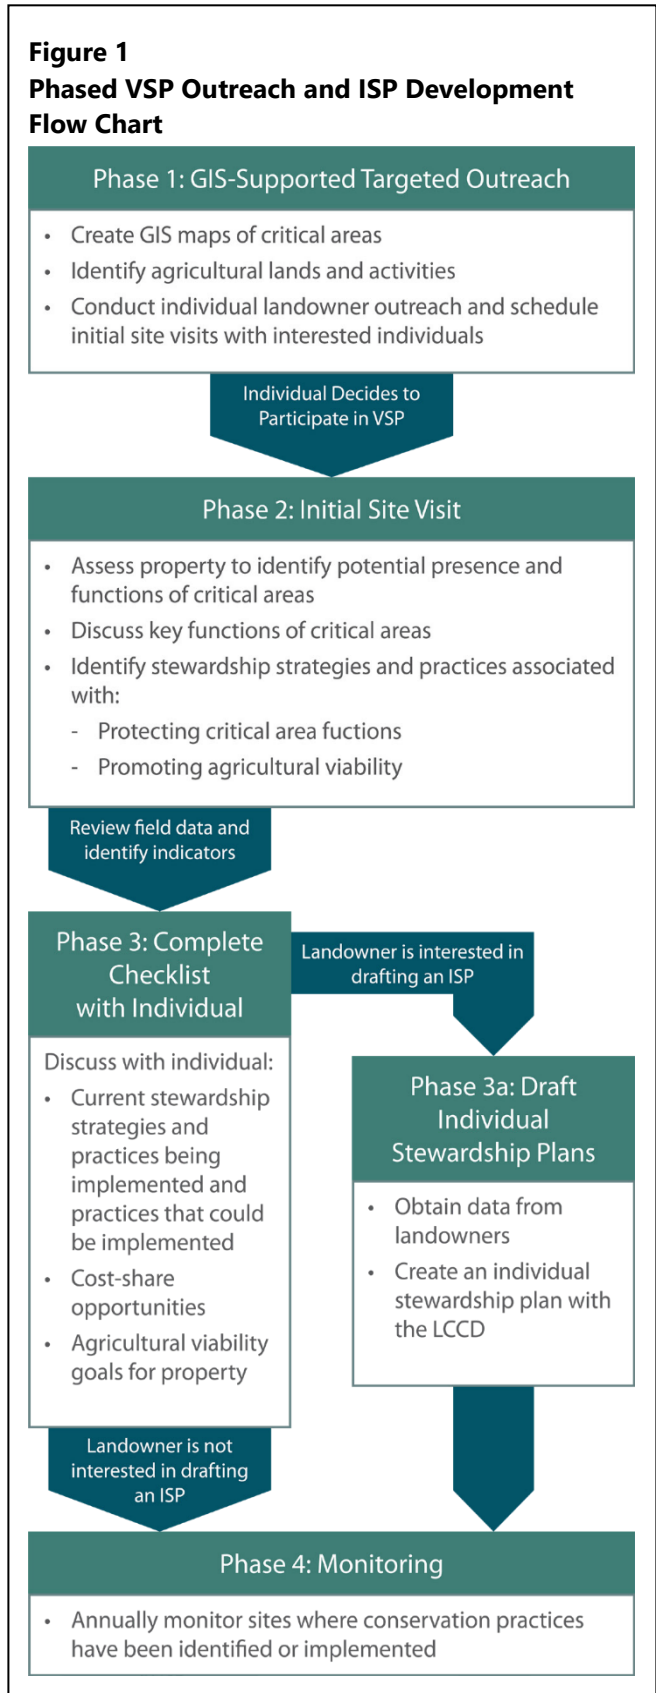 Figure 1
Phased VSP Outreach and ISP Development
Flow Chart
Phase 1: GIS-Supported Targeted Outreach
• Create GIS maps of critical areas
• Identify agricultural lands and activities
• Conduct individual landowner outreach and schedule
initial site visits with interested individuals
Individual Decides to
Participate in VSP
Phase 2: Initial Site Visit
• Assess property to identify potential presence and
functions of critical areas
• Discuss key functions of critical areas
• Identify stewardship strategies and practices associated
with:
- Protecting critical area fuctions
- Promoting agricultural viability
Review field data and
identify indicators
Phase 3: Complete
Checklist
with Individual
Discuss with individual:
• Current stewardship
strategies and
practices being
implemented and
practices that could
be implemented
• Cost-share
opportunities
• Agricultural viability
goals for property
Landowner is interested in
drafting an ISP
Phase 3a: Draft
Individual
Stewardship Plans
• Obtain data from
landowners
• Create an individual
stewardship plan with
the LCCD
Landowner is not
interested in drafting
an ISP
Phase 4: Monitoring
• Annually monitor sites where conservation practices
have been identified or implemented